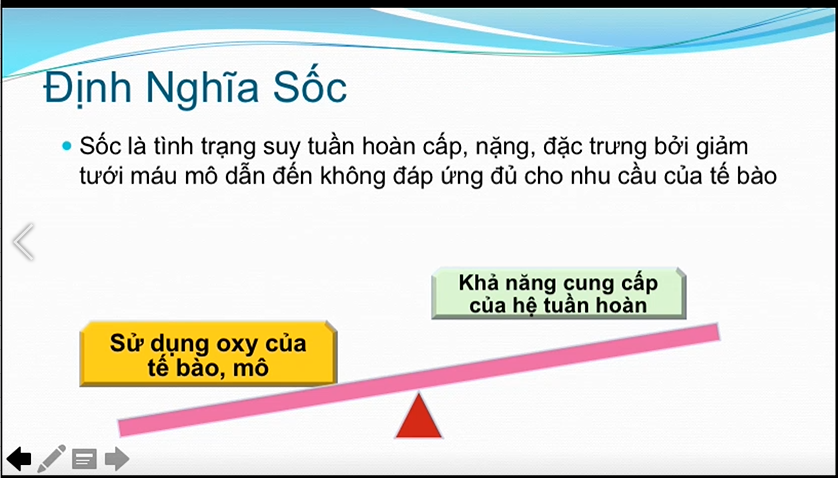 Định Nghĩa Sốc
• Sốc là tình trạng suy tuần hoàn cấp, nặng, đặc trưng bởi giảm
tưới máu mô dẫn đến không đáp ứng đủ cho nhu cầu của tế bào
Khả năng cung cấp
của hệ tuần hoàn
Sử dụng oxy của
tế bào, mô